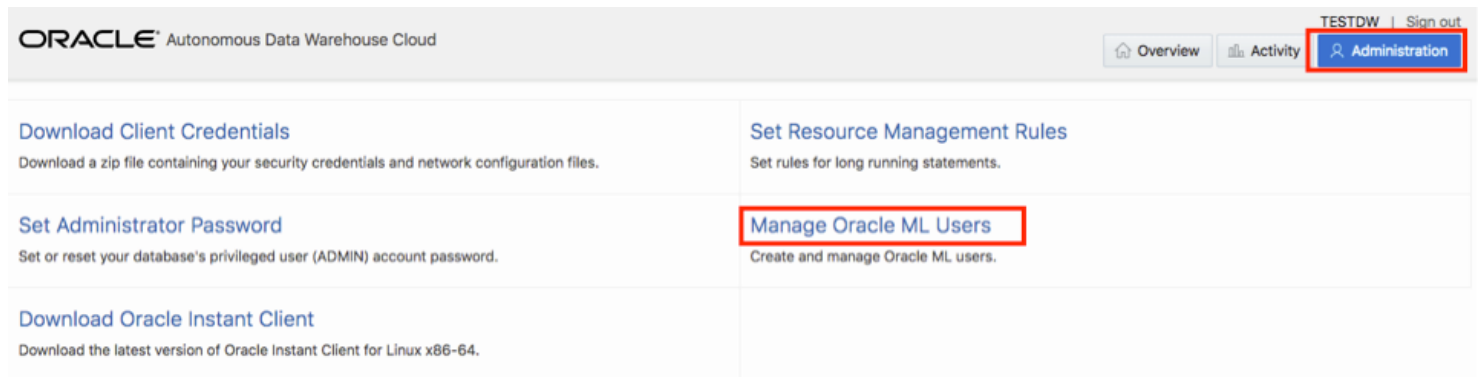 TESTDW | Sign out
ORACLE® Autonomous Data Warehouse Cloud
Overview Activity Administration
Download Client Credentials
Download a zip file containing your security credentials and network configuration files.
Set Resource Management Rules
Set rules for long running statements.
Set Administrator Password
Set or reset your database's privileged user (ADMIN) account password.
Manage Oracle ML Users
Create and manage Oracle ML users.
Download Oracle Instant Client
Download the latest version of Oracle Instant Client for Linux x86-64.